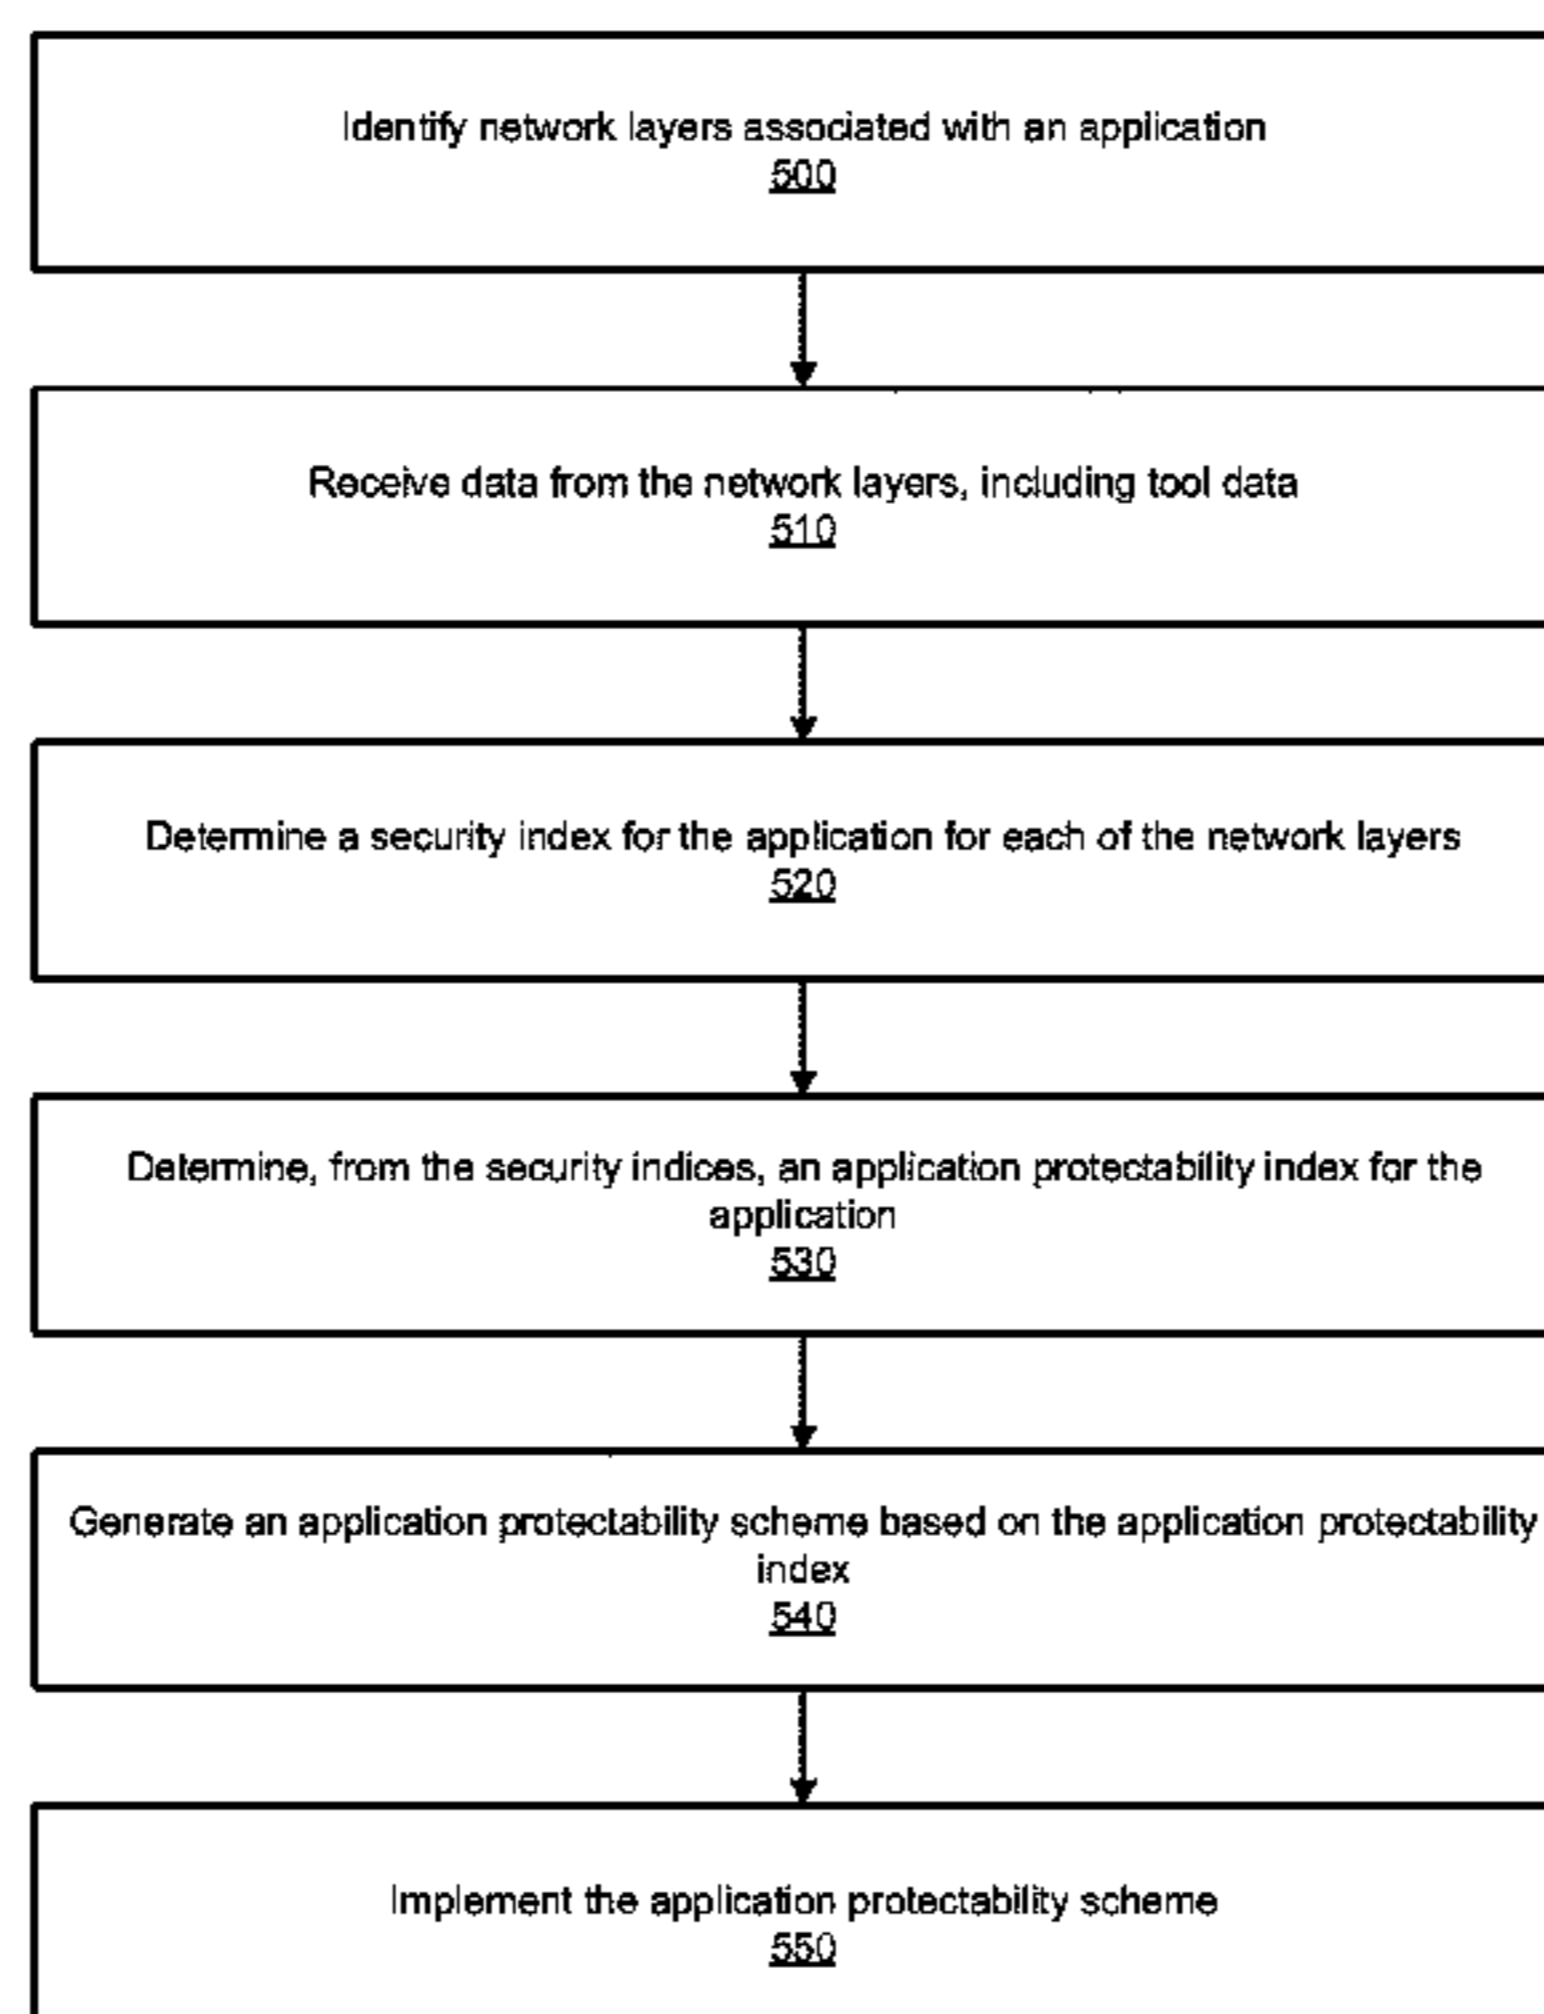 Identify network layers associated with an application
500
Receive data from the network layers, including tool data
510
Determine a security index for the application for each of the network layers
520
Determine, from the security indices, an application protectability index for the
application
530
Generate an application protectability scheme based on the application protectability
index
540
Implement the application protectability scheme
550